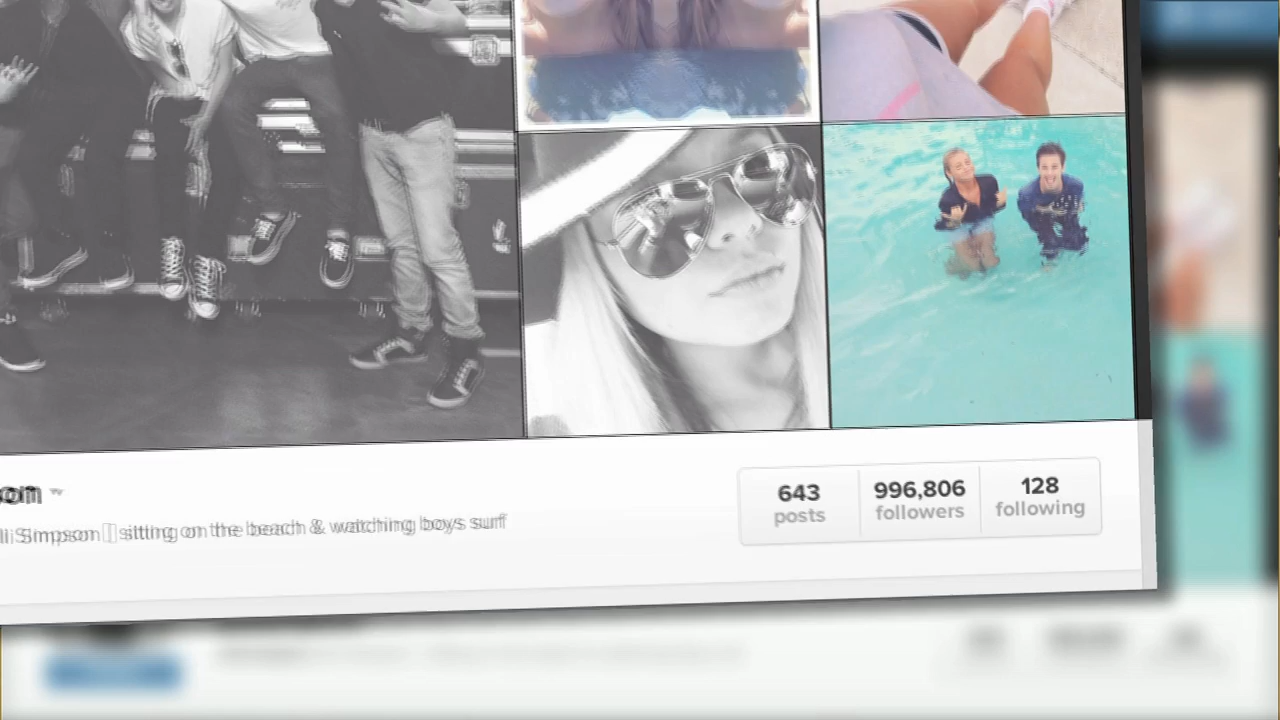 Simpson sitting on the beach & watching boys surf
643 posts
996,806 followers
128 following